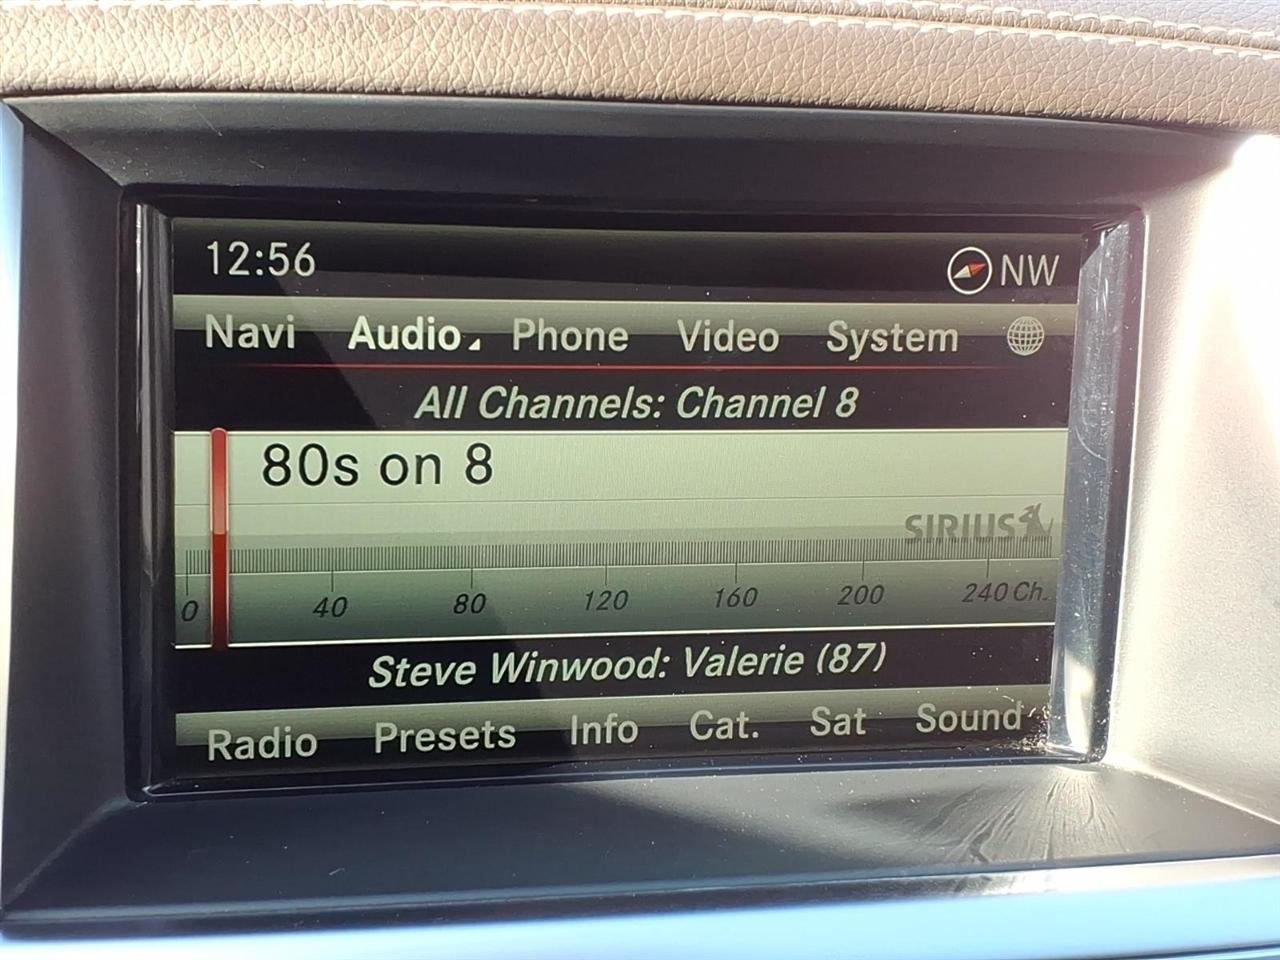 12:56 NW
Navi Audio Phone Video System
All Channels: Channel 8
80s on 8
SIRIUS
0 40 80 120 160 200 240 Ch.
Steve Winwood: Valerie (87)
Radio Presets Info Cat. Sat Sound